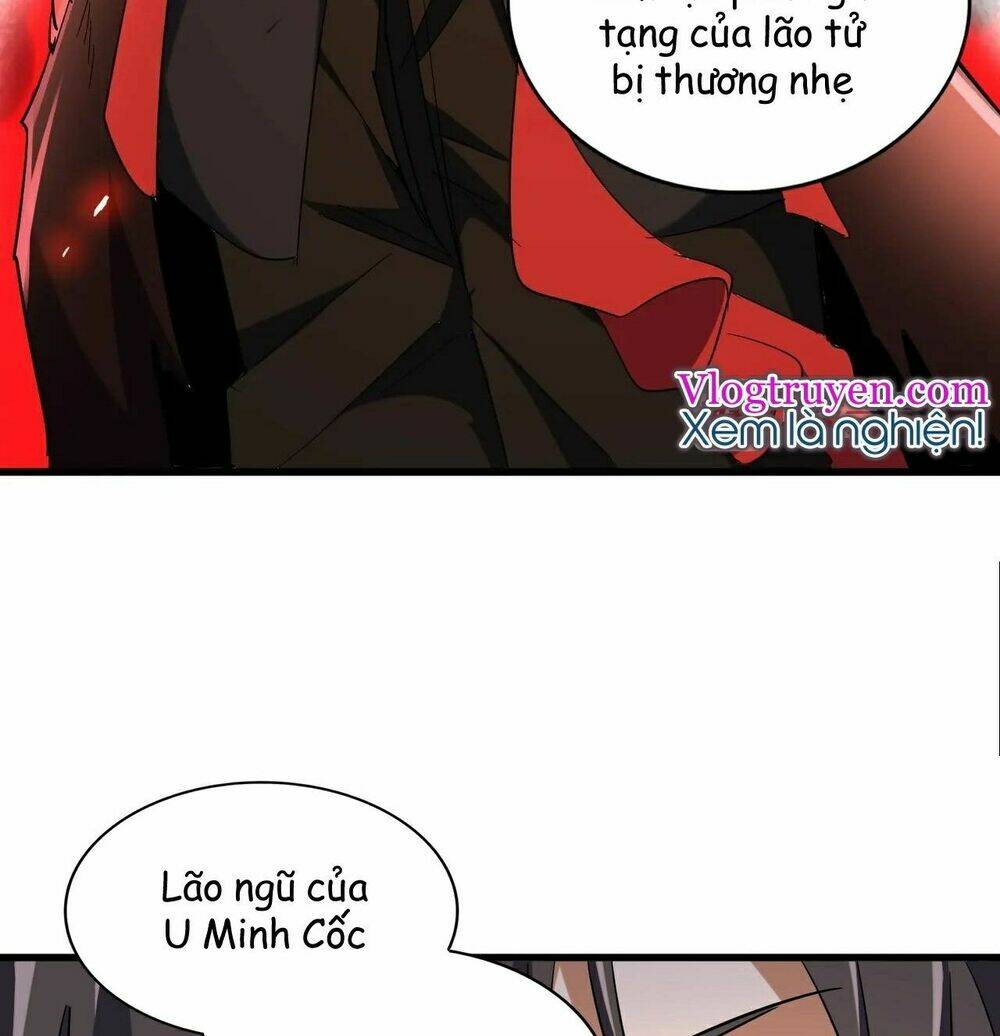 tạng của lão tử
bị thương nhẹ
Vlogtruyen.com
Xem là nghiện!
Lão ngũ của
U Minh Cốc